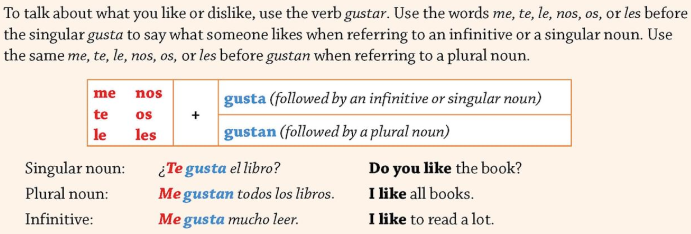 To talk about what you like or dislike, use the verb gustar. Use the words me, te, le, nos, os, or les before
the singular gusta to say what someone likes when referring to an infinitive or a singular noun. Use
the same me, te, le, nos, os, or les before gustan when referring to a plural noun.
me nos
te os
le les
+
gusta (followed by an infinitive or singular noun)
gustan (followed by a plural noun)
Singular noun: ¿Te gusta el libro? Do you like the book?
Plural noun: Me gustan todos los libros. I like all books.
Infinitive: Me gusta mucho leer. I like to read a lot.